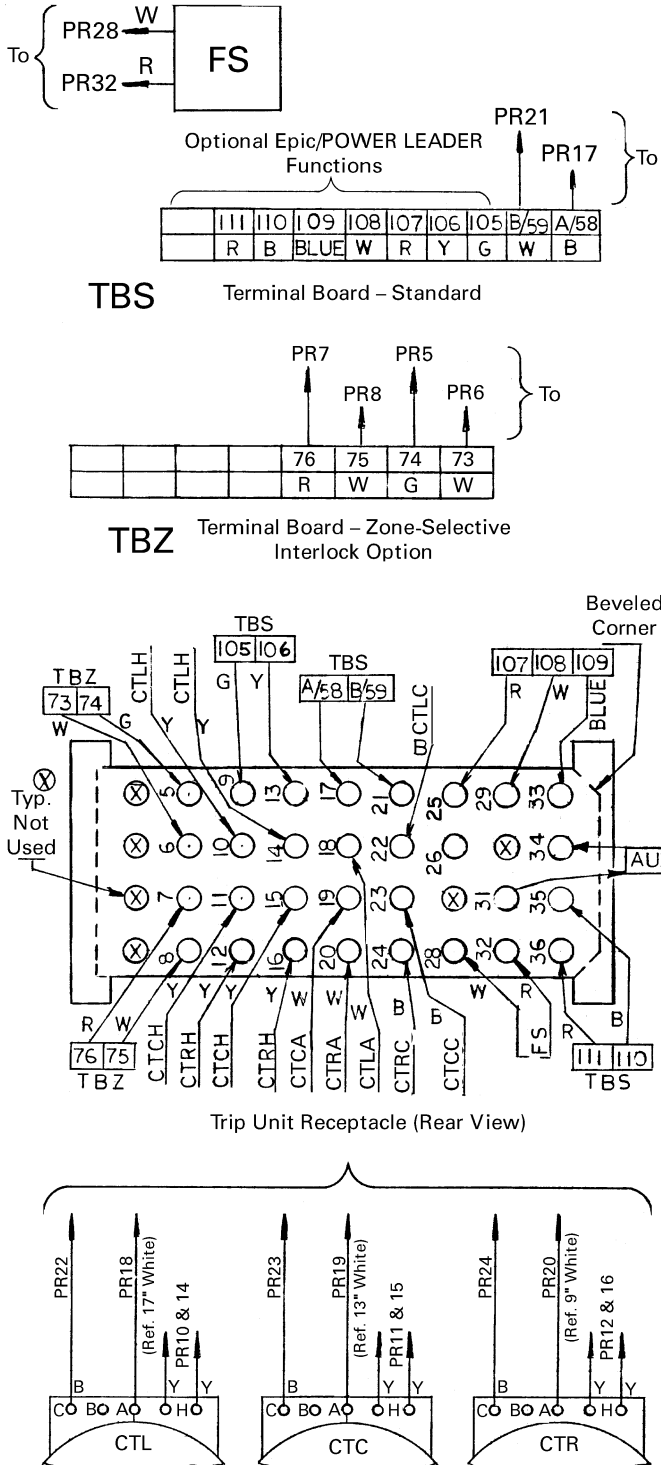 W
To PR28 FS
R
PR32
PR21
Optional Epic/POWER LEADER
Functions
PR17 To
111 110 109 108 107 106 105 B/59 A/58
R B BLUE W R Y G W B
TBS Terminal Board – Standard
PR7 PR5
PR8 PR6 To
76 75 74 73
R W G W
TBZ Terminal Board – Zone-Selective
Interlock Option
Beveled
Corner
TBS
105 106
TBS
A/58 B/59
107 108 109
TBZ
73 74
CTLH CTLH
CTLC
BLUE
W G Y Y G Y B R W
Typ.
Not
Used
X X 5 9 13 17 21 25 29 33
X 6 10 14 18 22 26 X 34
AU
X 7 11 15 19 23 X 31 35
X 8 12 16 20 24 28 32 36
R W Y Y Y Y W W W B B W R R B
76 75
TBZ
CTCH CTRH CTCH CTRH CTCA CTRA CTLA CTRC CTCC FS
111 110
TBS
Trip Unit Receptacle (Rear View)
PR22 PR18 (Ref. 17" White) PR10 & 14
PR23 PR19 (Ref. 13" White) PR11 & 15
PR24 PR20 (Ref. 9" White) PR12 & 16
B Y Y B Y Y B Y Y
C B A H C B A H C B A H
CTL CTC CTR